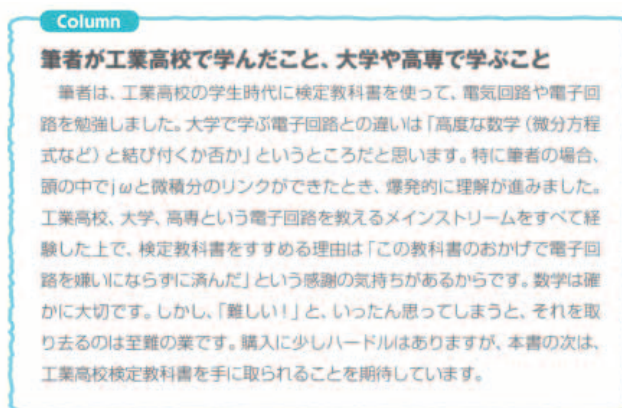 Column
筆者が工業高校で学んだこと、大学や高専で学ぶこと
筆者は、工業高校の学生時代に検定教科書を使って、電気回路や電子回
路を勉強しました。大学で学ぶ電子回路との違いは「高度な数学（微分方程
式など）と結び付くか否か」というところだと思います。特に筆者の場合、
頭の中でjωと微積分のリンクができたとき、爆発的に理解が進みました。
工業高校、大学、高専という電子回路を教えるメインストリームをすべて経
験した上で、検定教科書をすすめる理由は「この教科書のおかげで電子回
路を嫌いにならずに済んだ」という感謝の気持ちがあるからです。数学は確
かに大切です。しかし、「難しい！」と、いったん思ってしまうと、それを取
り去るのは至難の業です。購入に少しハードルはありますが、本書の次は、
工業高校検定教科書を手に取られることを期待しています。